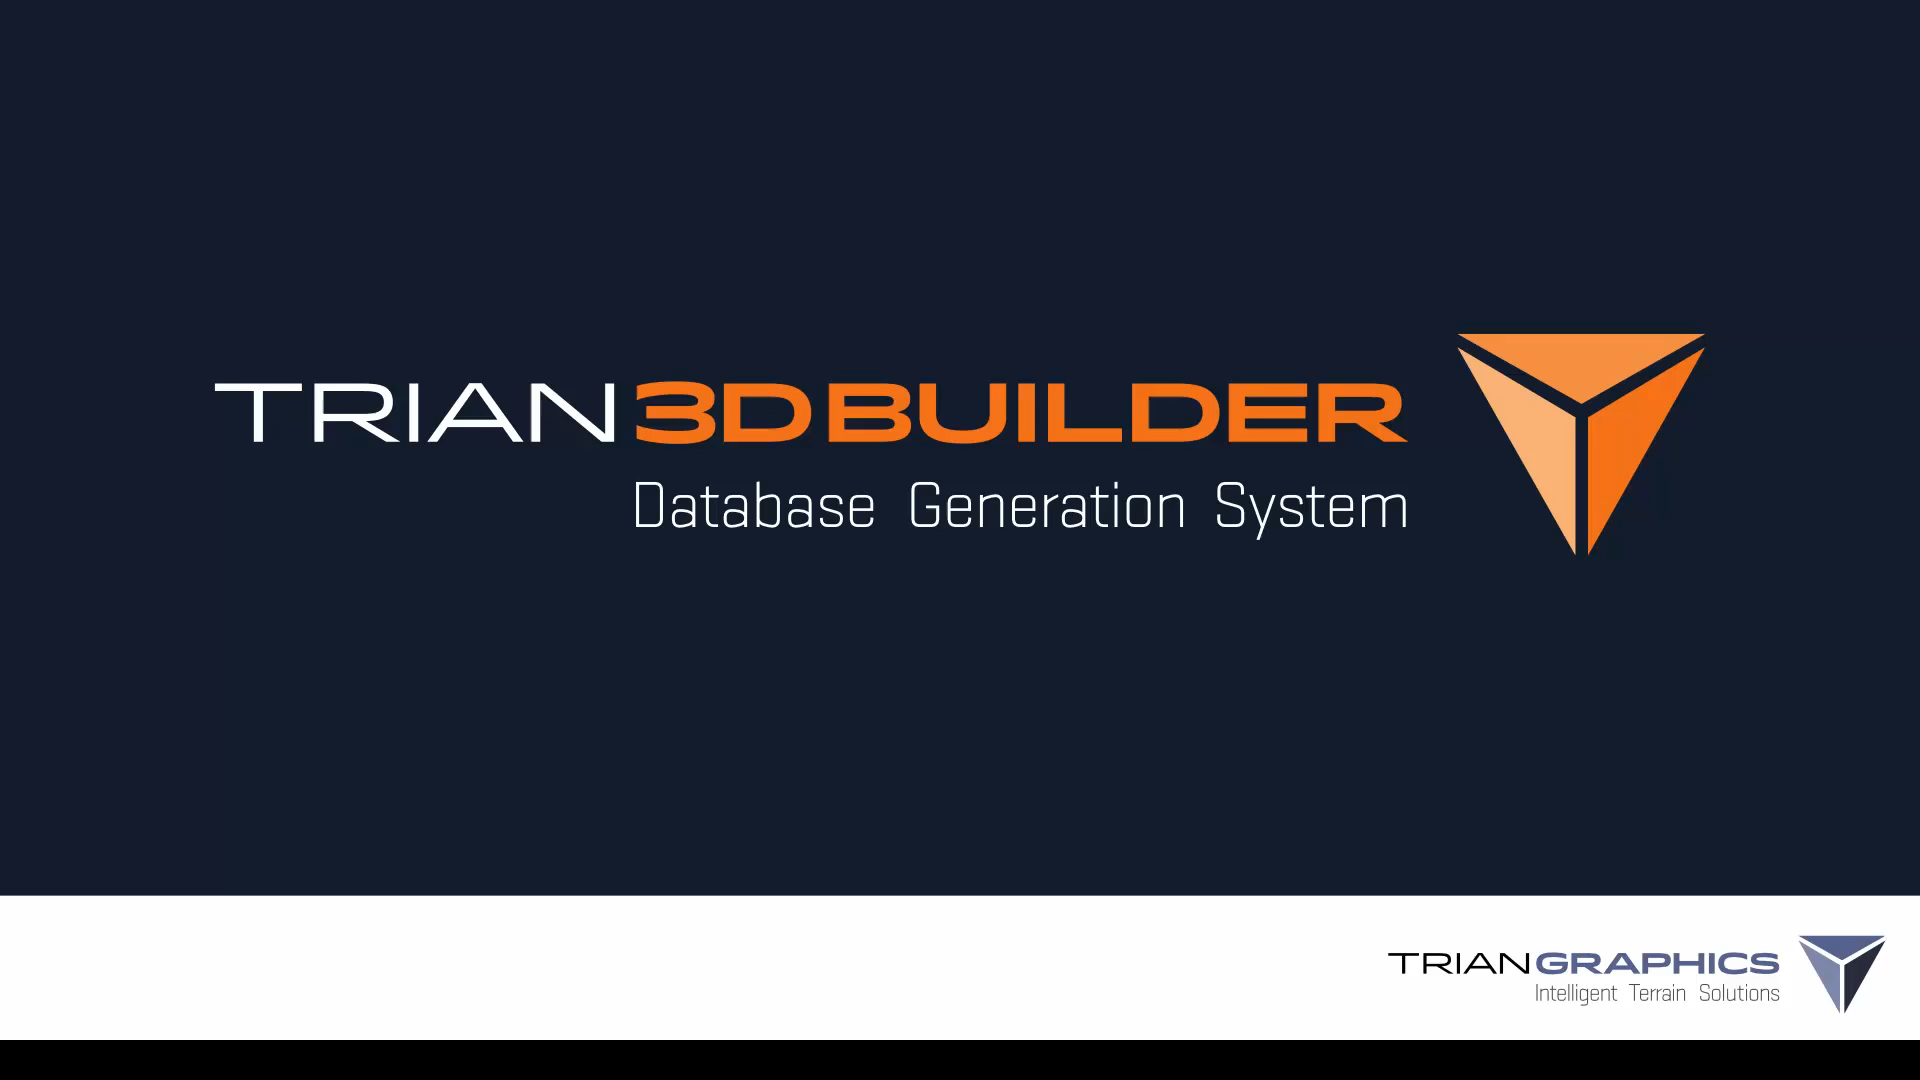 TRIAN3DBUILDER
Database Generation System
TRIANGRAPHICS
Intelligent Terrain Solutions